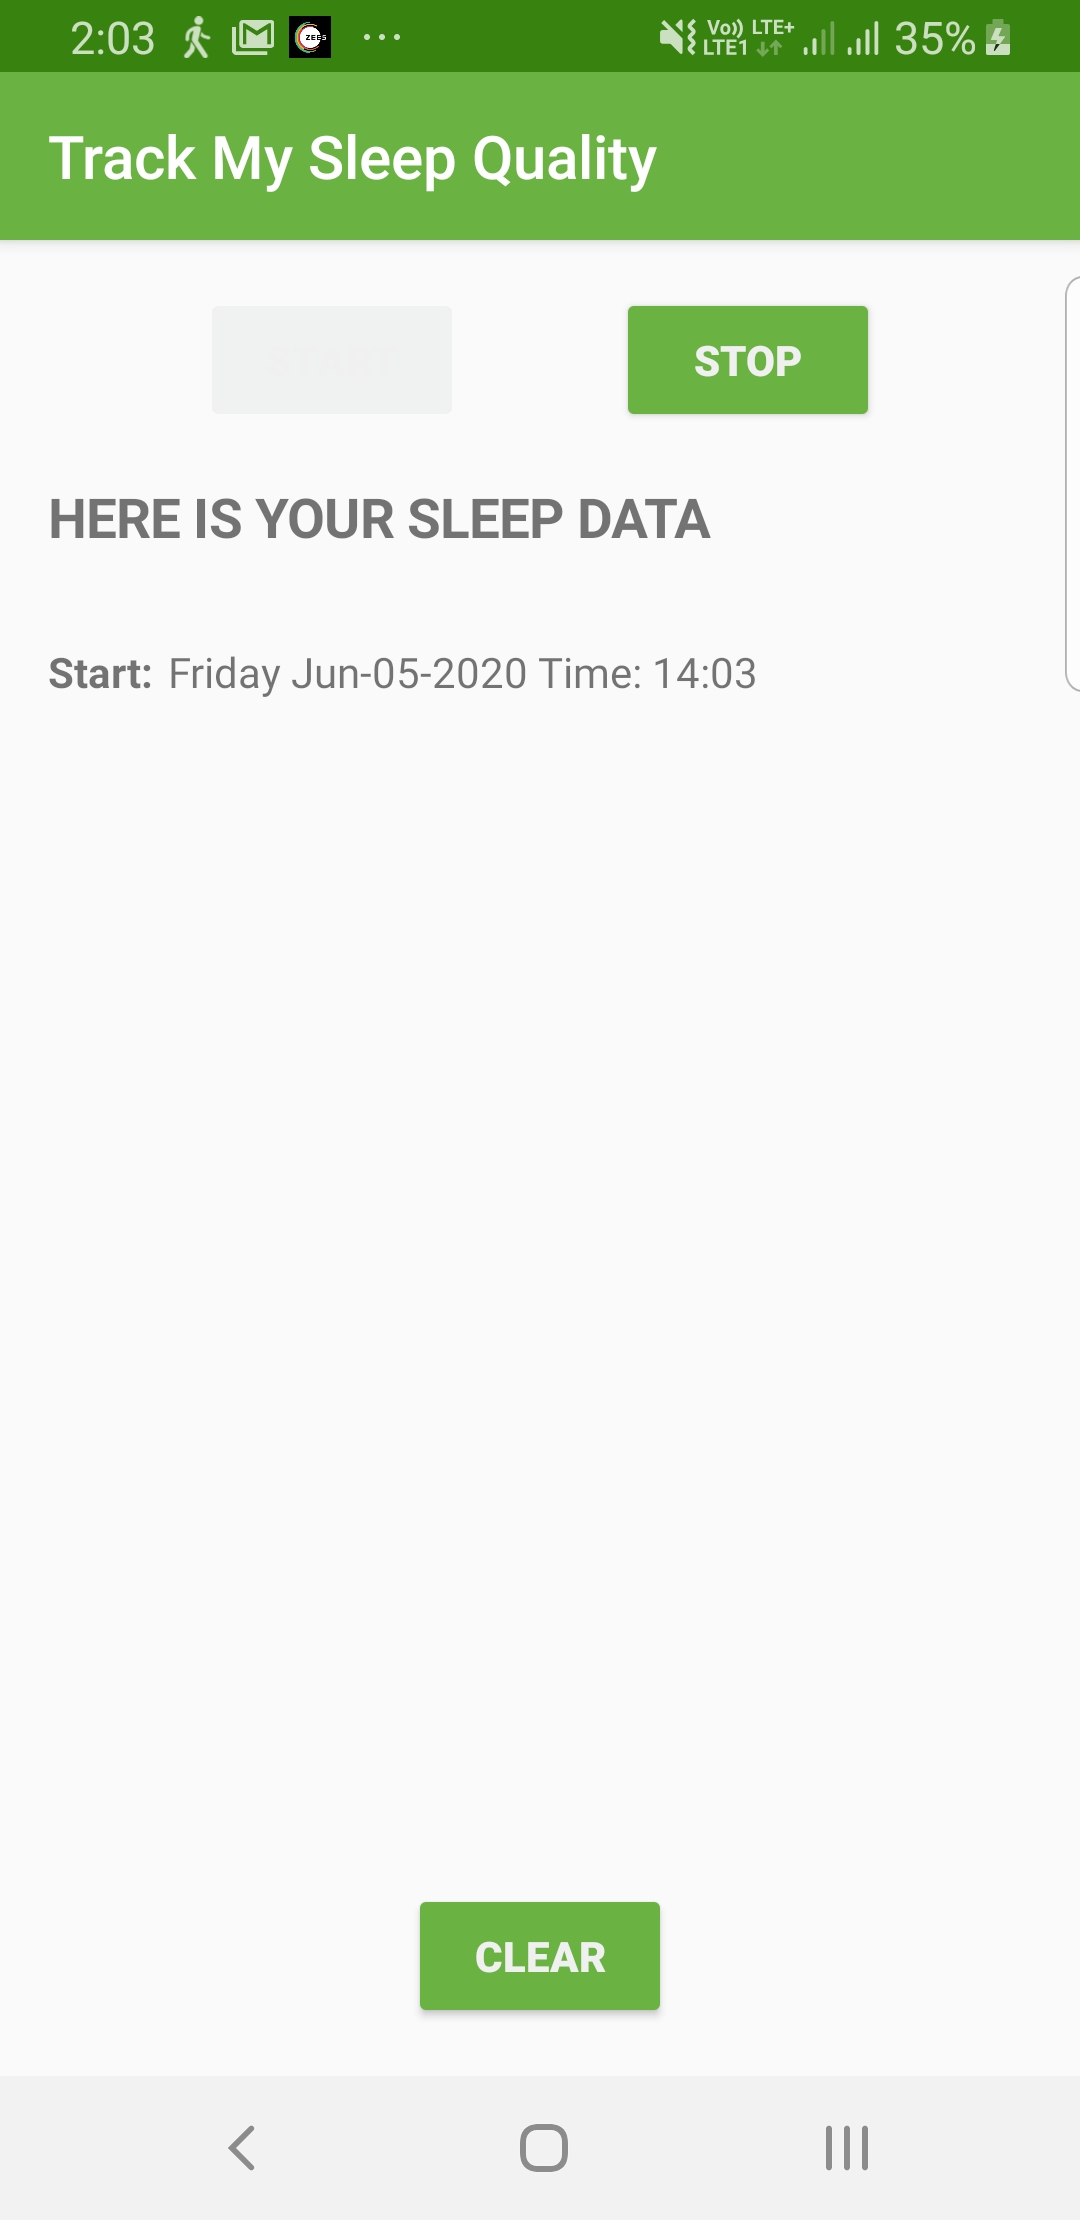 2:03 ZEE5 ... Vo)) LTE+ LTE1 35%
Track My Sleep Quality
START STOP
HERE IS YOUR SLEEP DATA
Start: Friday Jun-05-2020 Time: 14:03
CLEAR